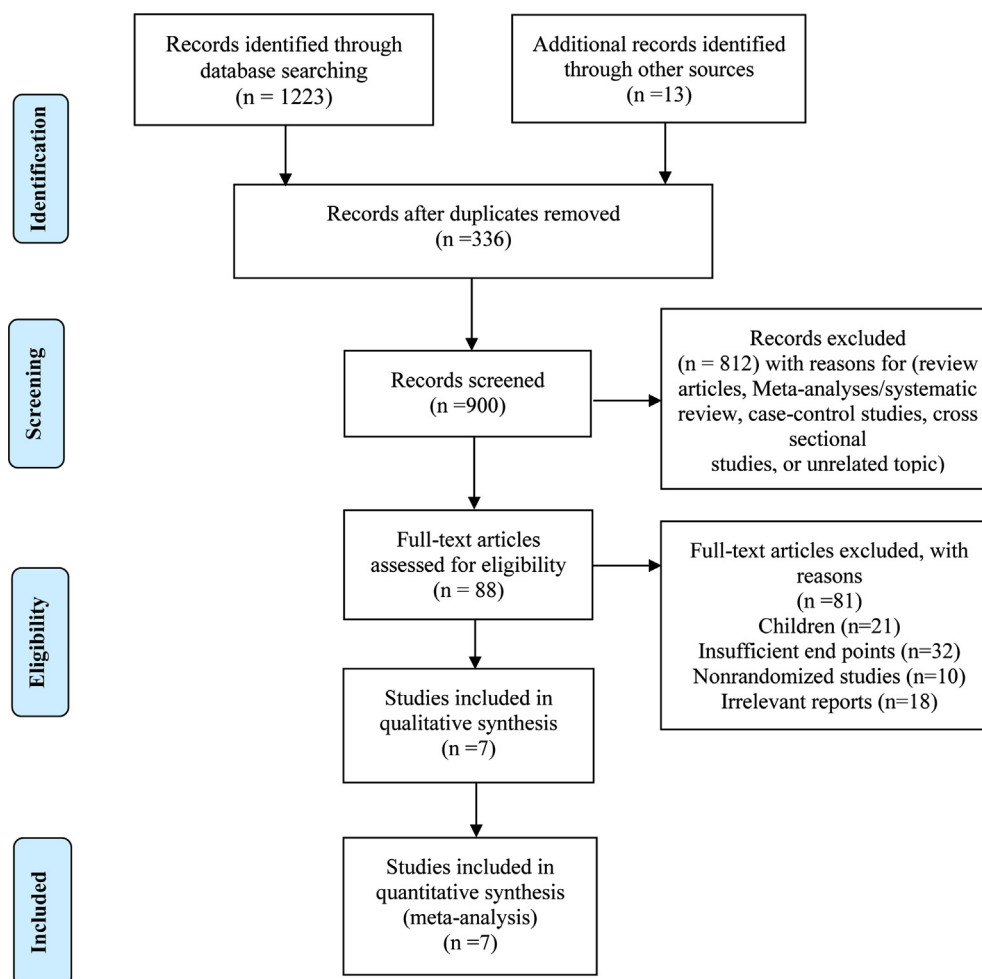 Records identified through
database searching
(n = 1223)
Additional records identified
through other sources
(n =13)
Identification
Records after duplicates removed
(n =336)
Screening
Records screened
(n =900)
Records excluded
(n = 812) with reasons for (review
articles, Meta-analyses/systematic
review, case-control studies, cross
sectional
studies, or unrelated topic)
Eligibility
Full-text articles
assessed for eligibility
(n = 88)
Full-text articles excluded, with
reasons
(n =81)
Children (n=21)
Insufficient end points (n=32)
Nonrandomized studies (n=10)
Irrelevant reports (n=18)
Studies included in
qualitative synthesis
(n =7)
Included
Studies included in
quantitative synthesis
(meta-analysis)
(n =7)